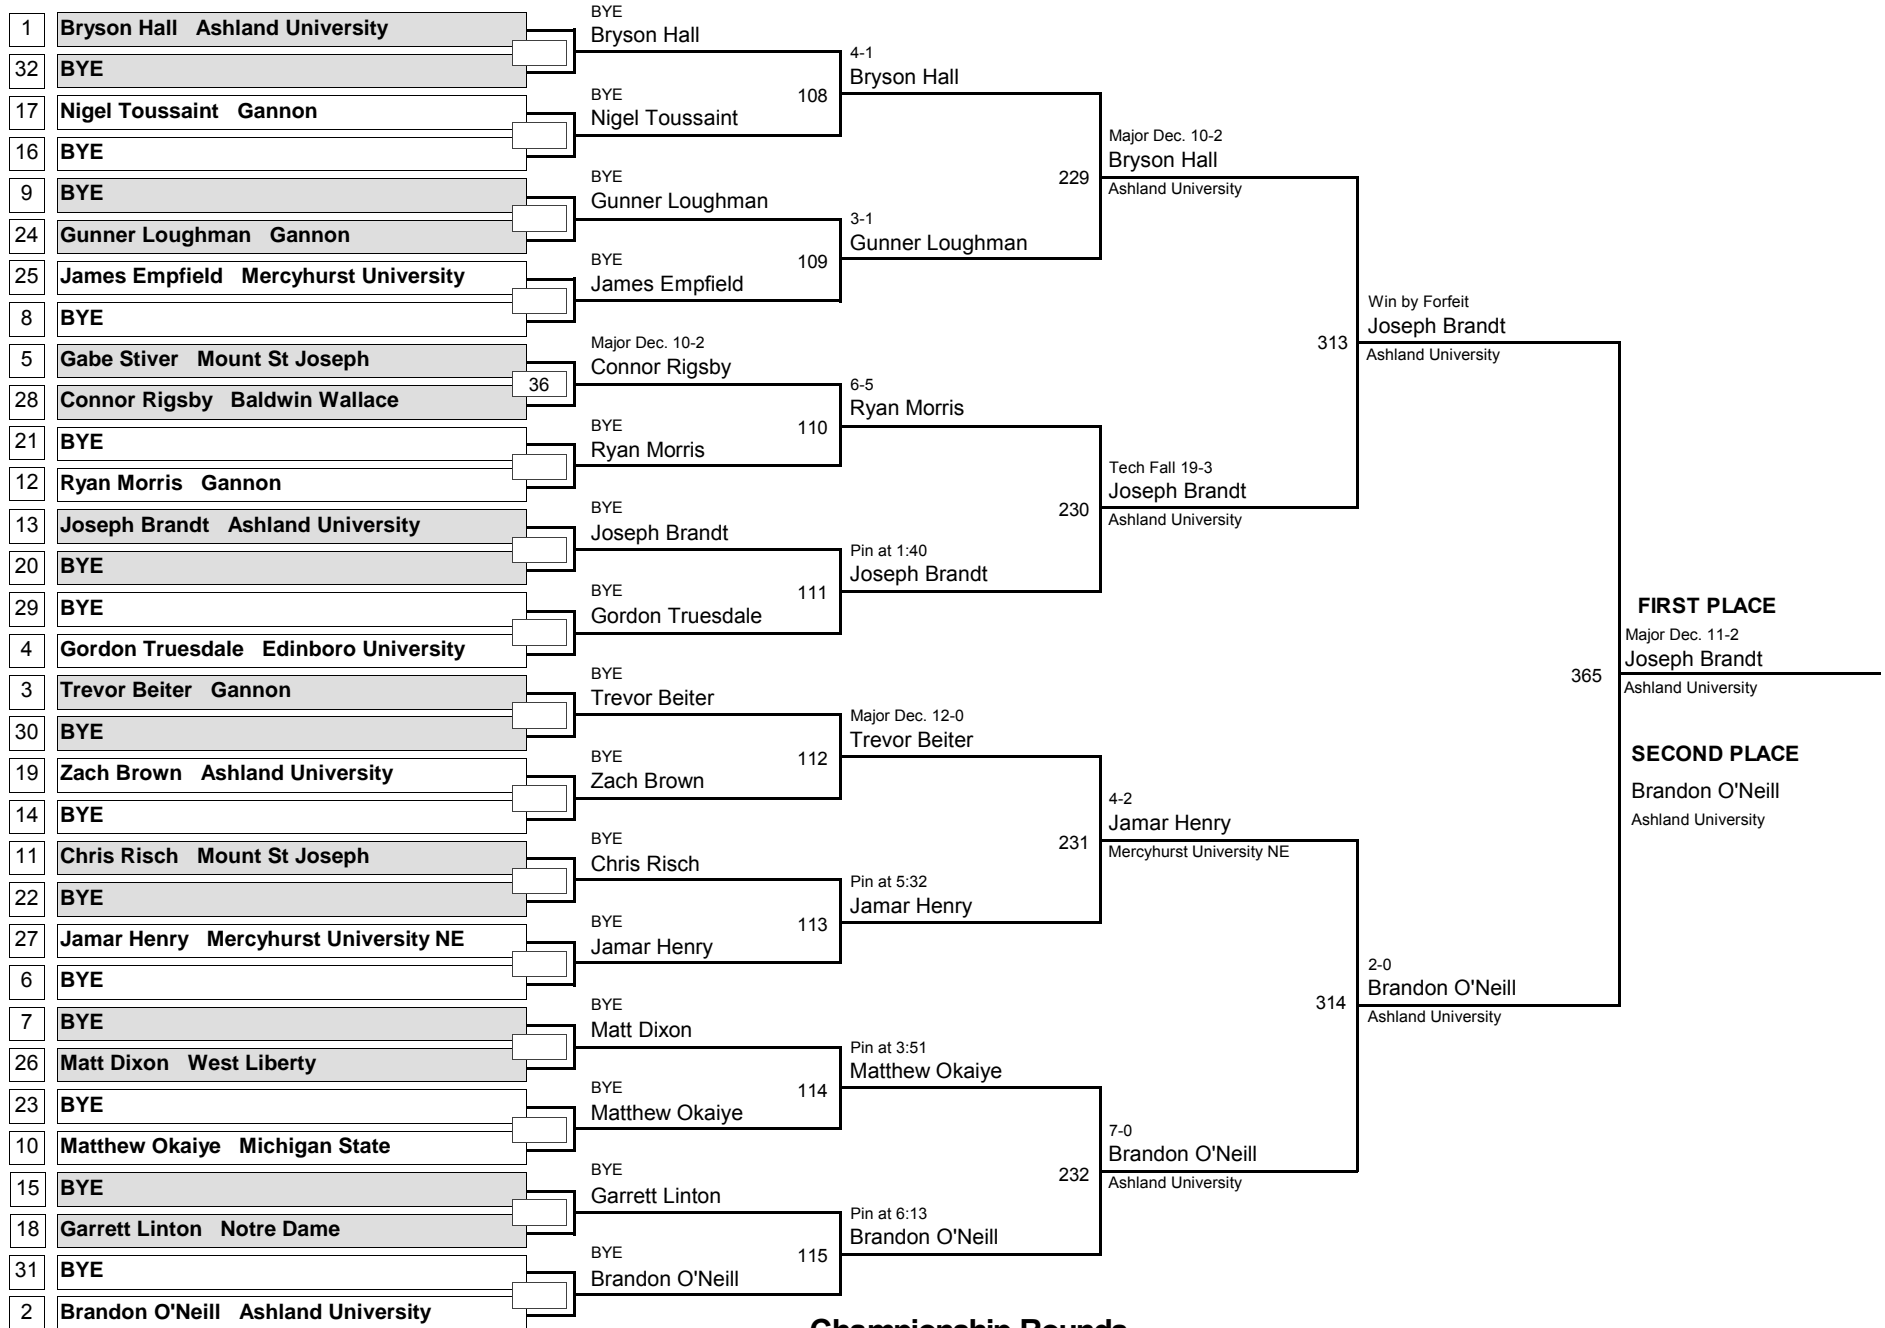 1 Bryson Hall Ashland University
32 BYE
17 Nigel Toussaint Gannon
16 BYE
9 BYE
24 Gunner Loughman Gannon
25 James Empfield Mercyhurst University
8 BYE
5 Gabe Stiver Mount St Joseph
28 Connor Rigsby Baldwin Wallace
21 BYE
12 Ryan Morris Gannon
13 Joseph Brandt Ashland University
20 BYE
29 BYE
4 Gordon Truesdale Edinboro University
3 Trevor Beiter Gannon
30 BYE
19 Zach Brown Ashland University
14 BYE
11 Chris Risch Mount St Joseph
22 BYE
27 Jamar Henry Mercyhurst University NE
6 BYE
7 BYE
26 Matt Dixon West Liberty
23 BYE
10 Matthew Okaiye Michigan State
15 BYE
18 Garrett Linton Notre Dame
31 BYE
2 Brandon O'Neill Ashland University
36
BYE
Bryson Hall
BYE
Nigel Toussaint
BYE
Gunner Loughman
BYE
James Empfield
Major Dec. 10-2
Connor Rigsby
BYE
Ryan Morris
BYE
Joseph Brandt
BYE
Gordon Truesdale
BYE
Trevor Beiter
BYE
Zach Brown
BYE
Chris Risch
BYE
Jamar Henry
BYE
Matt Dixon
BYE
Matthew Okaiye
BYE
Garrett Linton
BYE
Brandon O'Neill
108
109
110
111
112
113
114
115
4-1
Bryson Hall
3-1
Gunner Loughman
6-5
Ryan Morris
Pin at 1:40
Joseph Brandt
Major Dec. 12-0
Trevor Beiter
Pin at 5:32
Jamar Henry
Pin at 3:51
Matthew Okaiye
Pin at 6:13
Brandon O'Neill
229
230
231
232
Major Dec. 10-2
Bryson Hall
Ashland University
Tech Fall 19-3
Joseph Brandt
Ashland University
4-2
Jamar Henry
Mercyhurst University NE
7-0
Brandon O'Neill
Ashland University
313
314
Win by Forfeit
Joseph Brandt
Ashland University
2-0
Brandon O'Neill
Ashland University
365
FIRST PLACE
Major Dec. 11-2
Joseph Brandt
Ashland University
SECOND PLACE
Brandon O'Neill
Ashland University
Championship Rounds